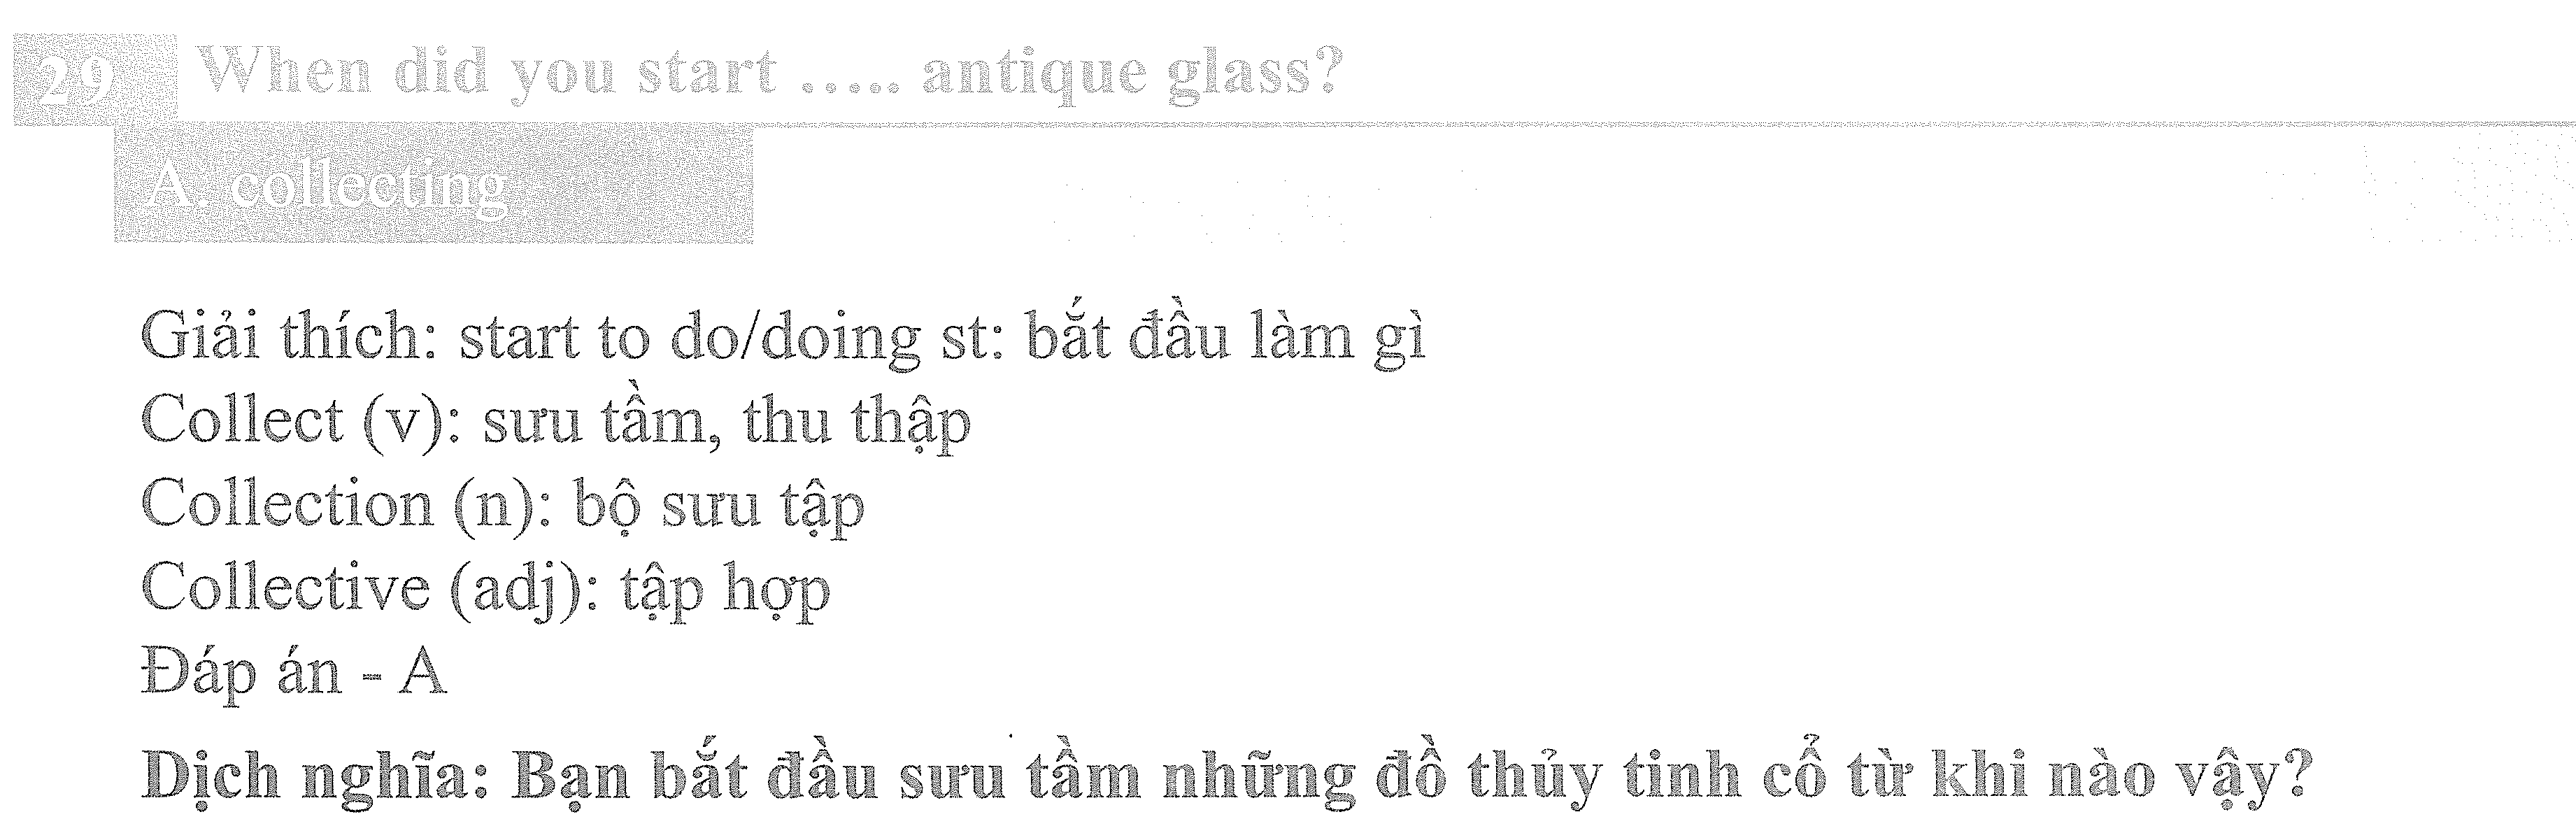 29 When did you start ..... antique glass?
A. collecting
Giải thích: start to do/doing st: bắt đầu làm gì
Collect (v): sưu tầm, thu thập
Collection (n): bộ sưu tập
Collective (adj): tập hợp
Đáp án - A
Dịch nghĩa: Bạn bắt đầu sưu tầm những đồ thủy tinh cổ từ khi nào vậy?